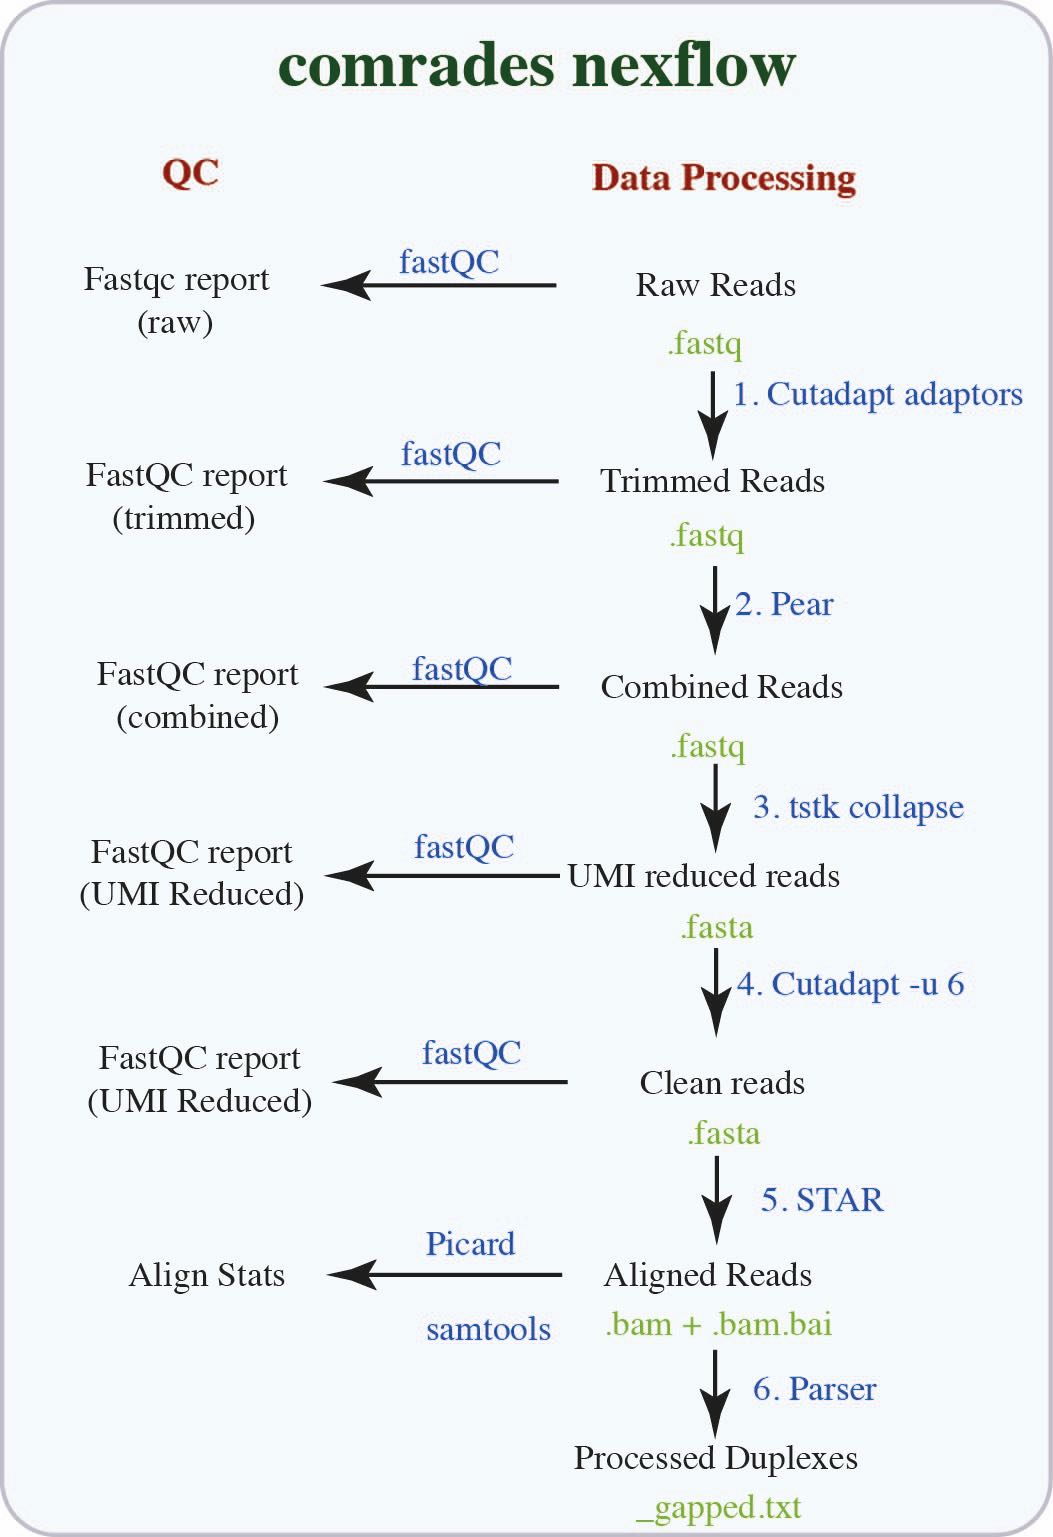 comrades nexflow
QC
Data Processing
Fastqc report
(raw)
fastQC
Raw Reads
.fastq
1. Cutadapt adaptors
FastQC report
(trimmed)
fastQC
Trimmed Reads
.fastq
2. Pear
FastQC report
(combined)
fastQC
Combined Reads
.fastq
3. tstk collapse
FastQC report
(UMI Reduced)
fastQC
UMI reduced reads
.fasta
4. Cutadapt -u 6
FastQC report
(UMI Reduced)
fastQC
Clean reads
.fasta
5. STAR
Align Stats
Picard
samtools
Aligned Reads
.bam + .bam.bai
6. Parser
Processed Duplexes
_gapped.txt